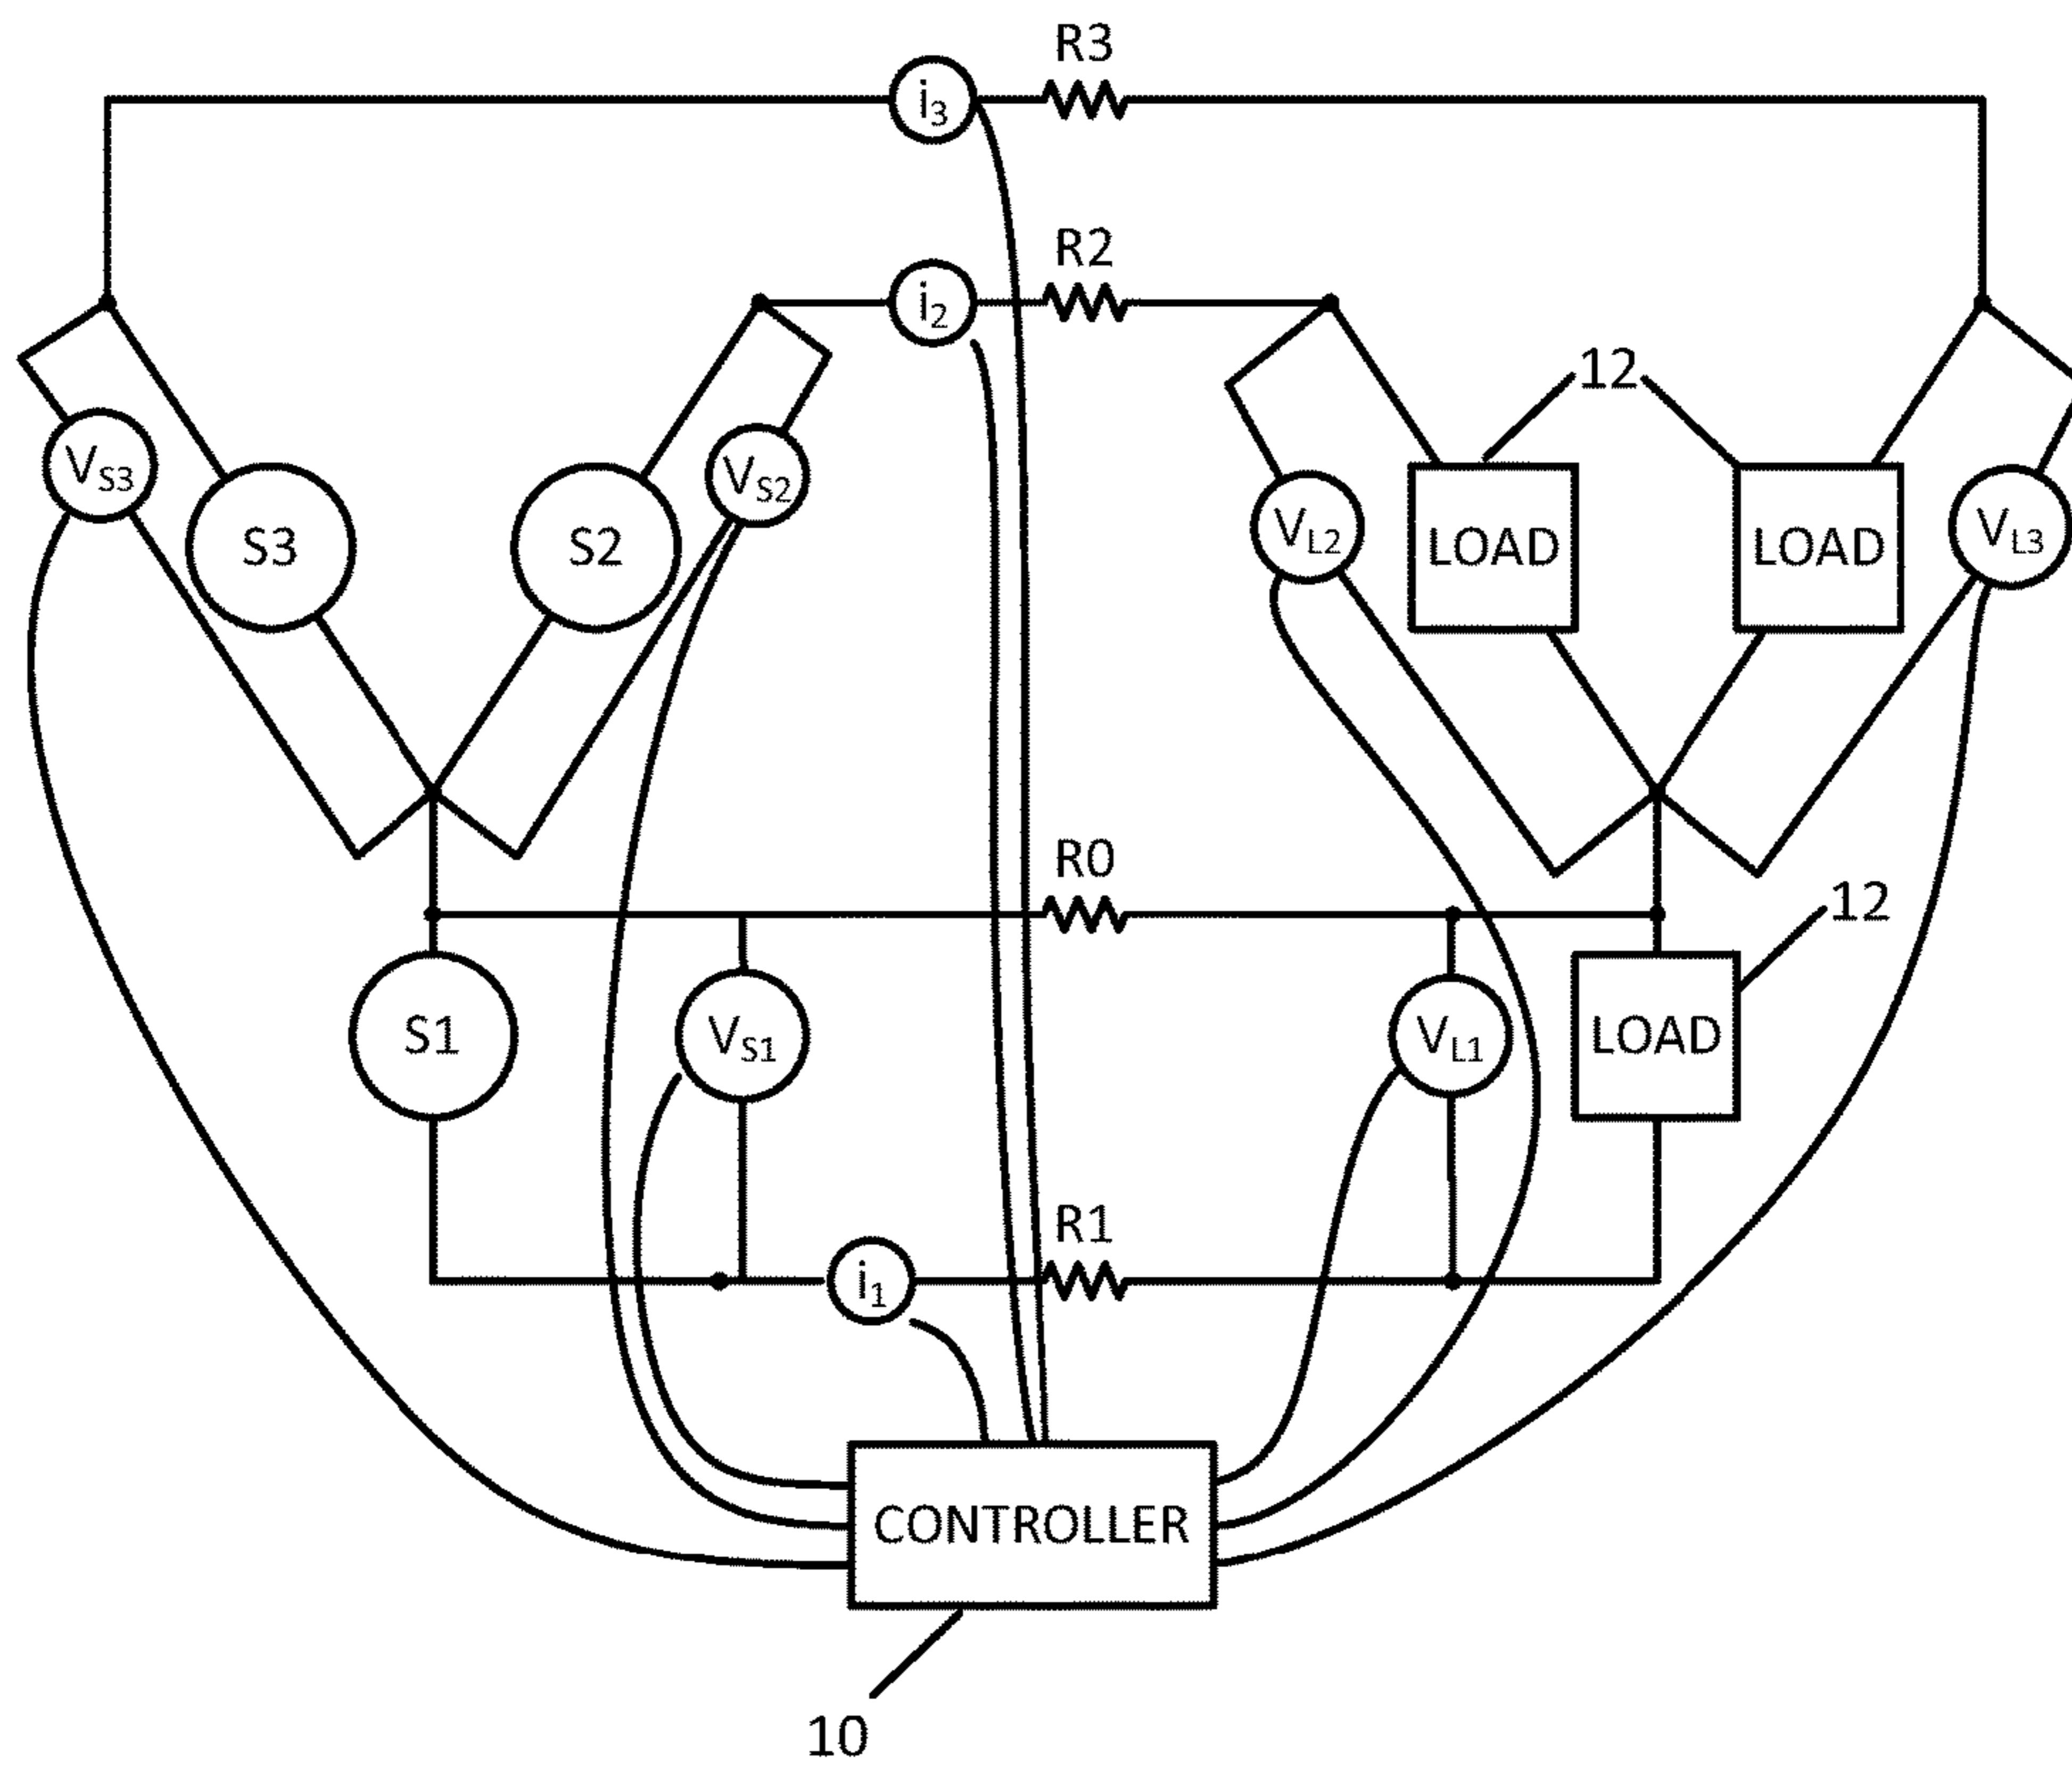 R3
i3
R2
i2
12
VS3
S3
S2
VS2
VL2
LOAD
LOAD
VL3
R0
12
S1
VS1
VL1
LOAD
R1
i1
CONTROLLER
10